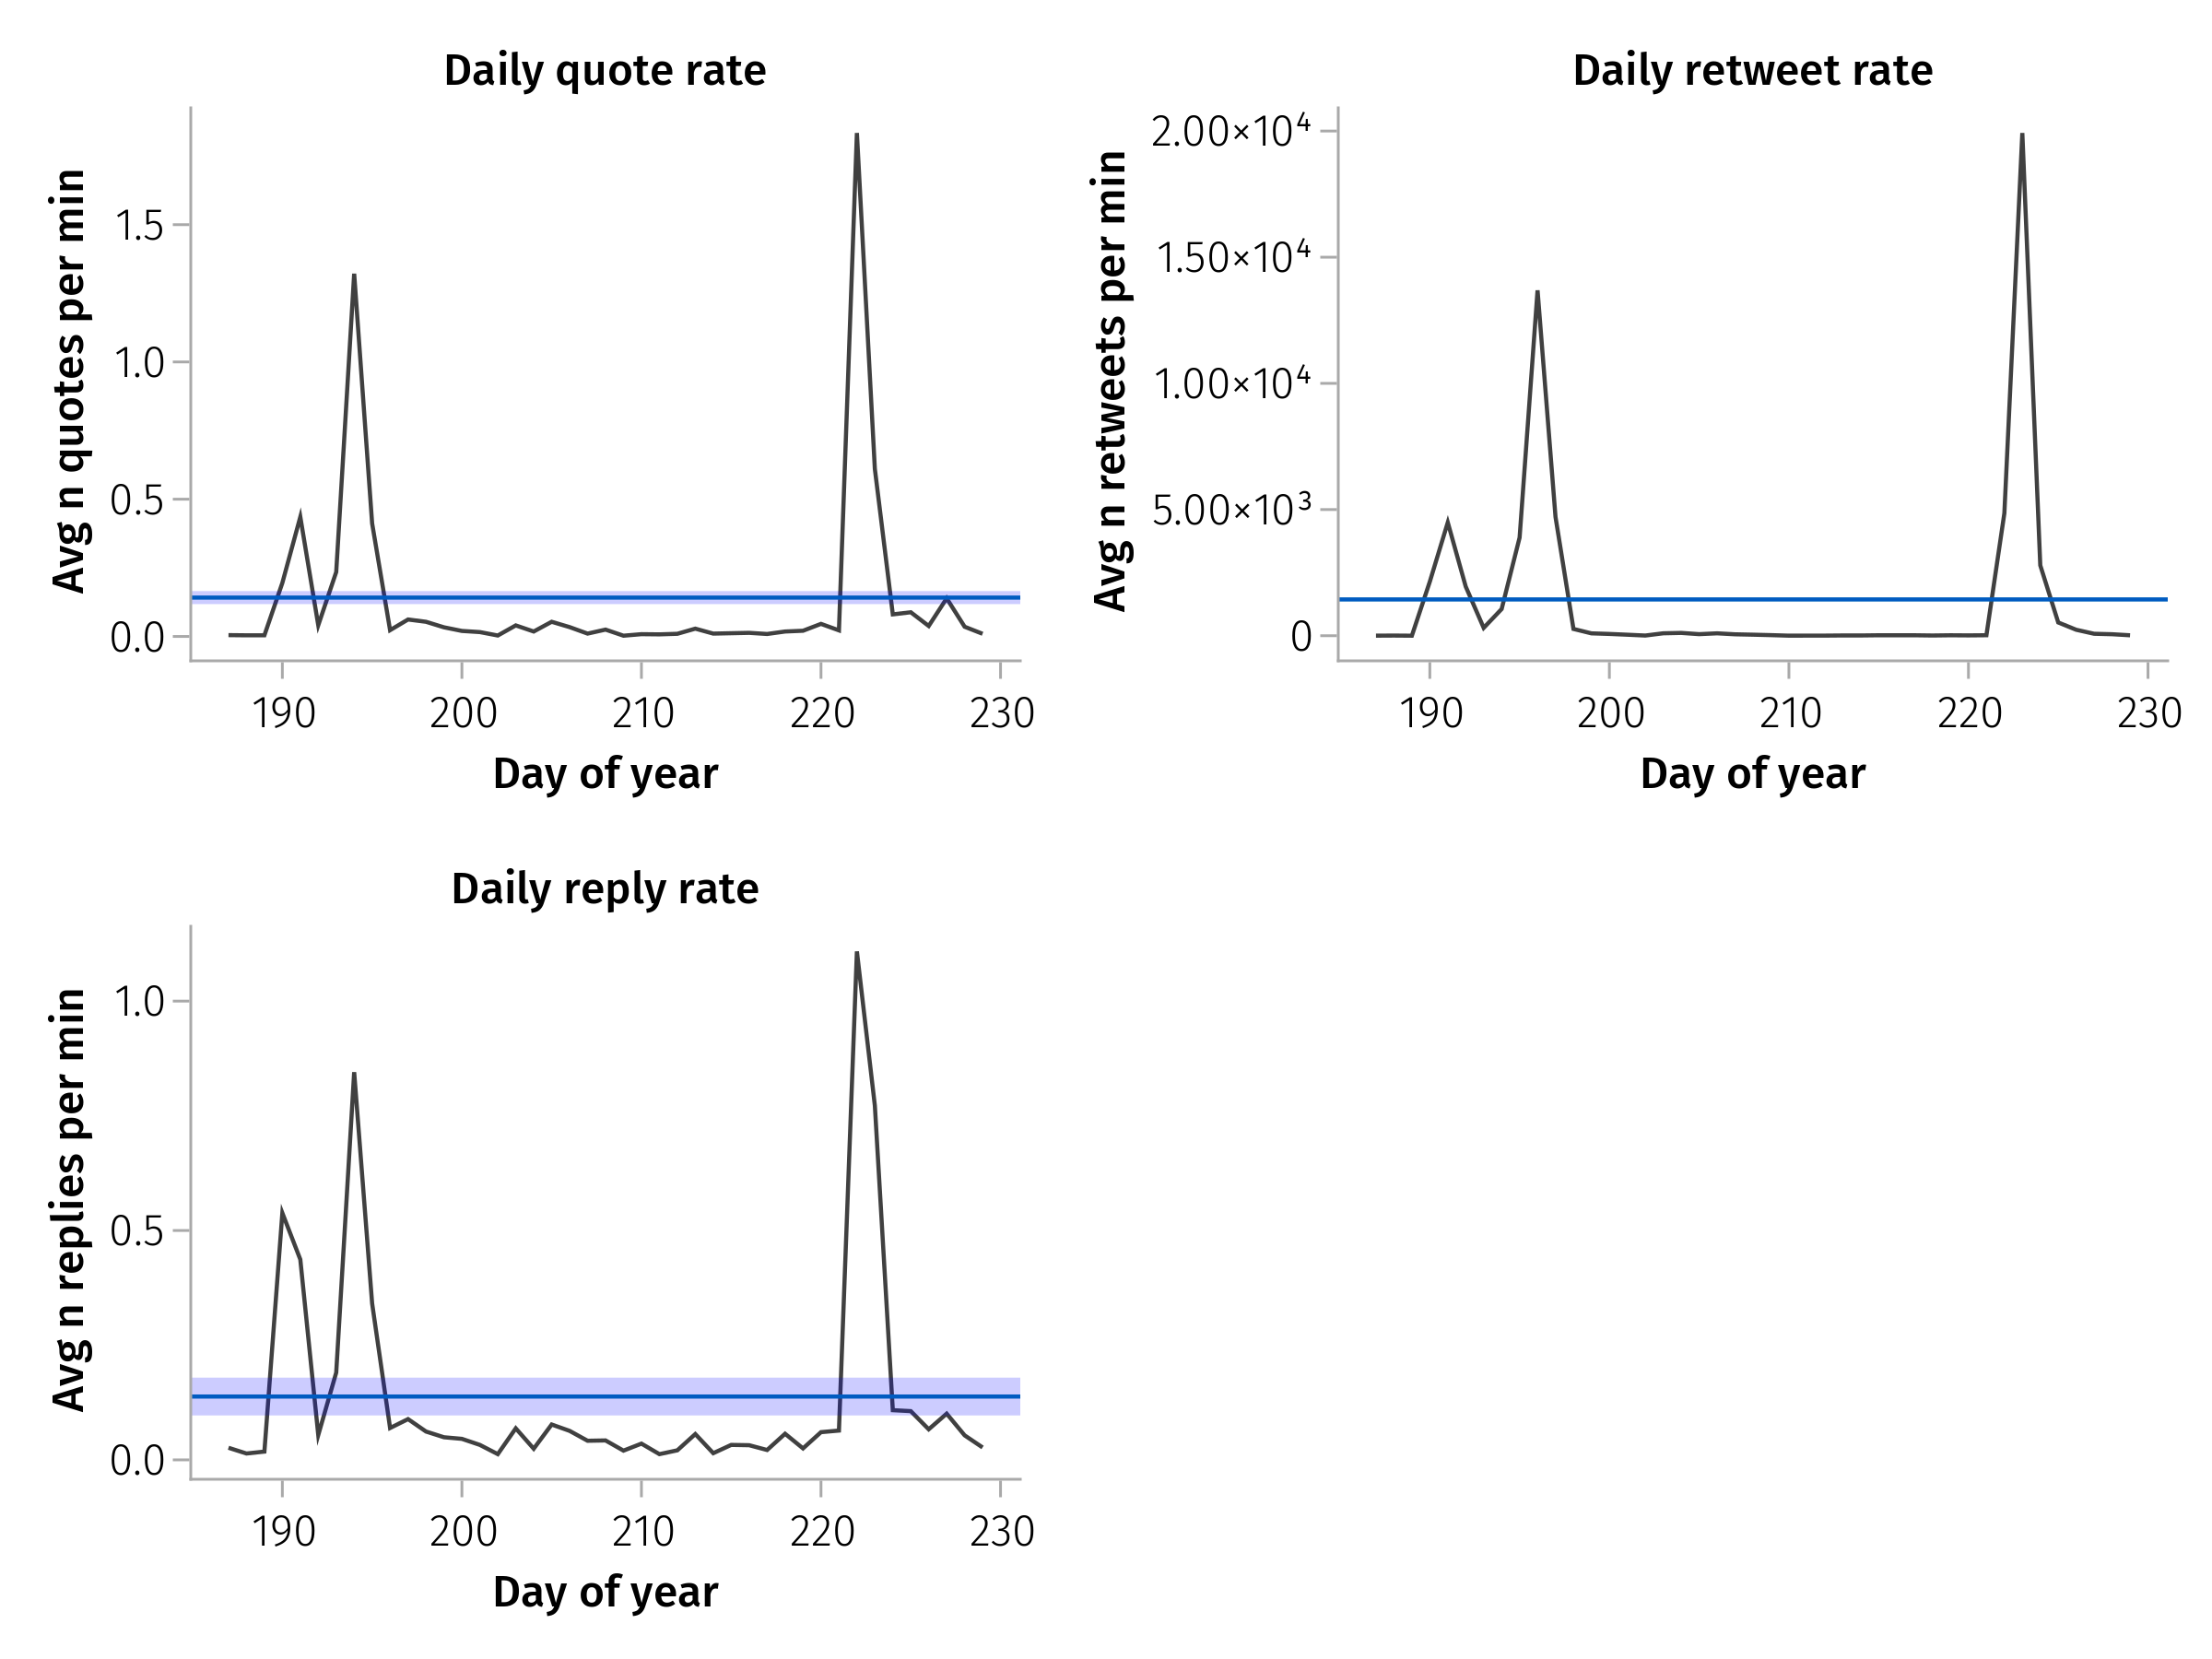 Daily quote rate
Avg n quotes per min
1.5
1.0
0.5
0.0
190 200 210 220 230
Day of year
Daily retweet rate
Avg n retweets per min
2.00×10⁴
1.50×10⁴
1.00×10⁴
5.00×10³
0
190 200 210 220 230
Day of year
Daily reply rate
Avg n replies per min
1.0
0.5
0.0
190 200 210 220 230
Day of year